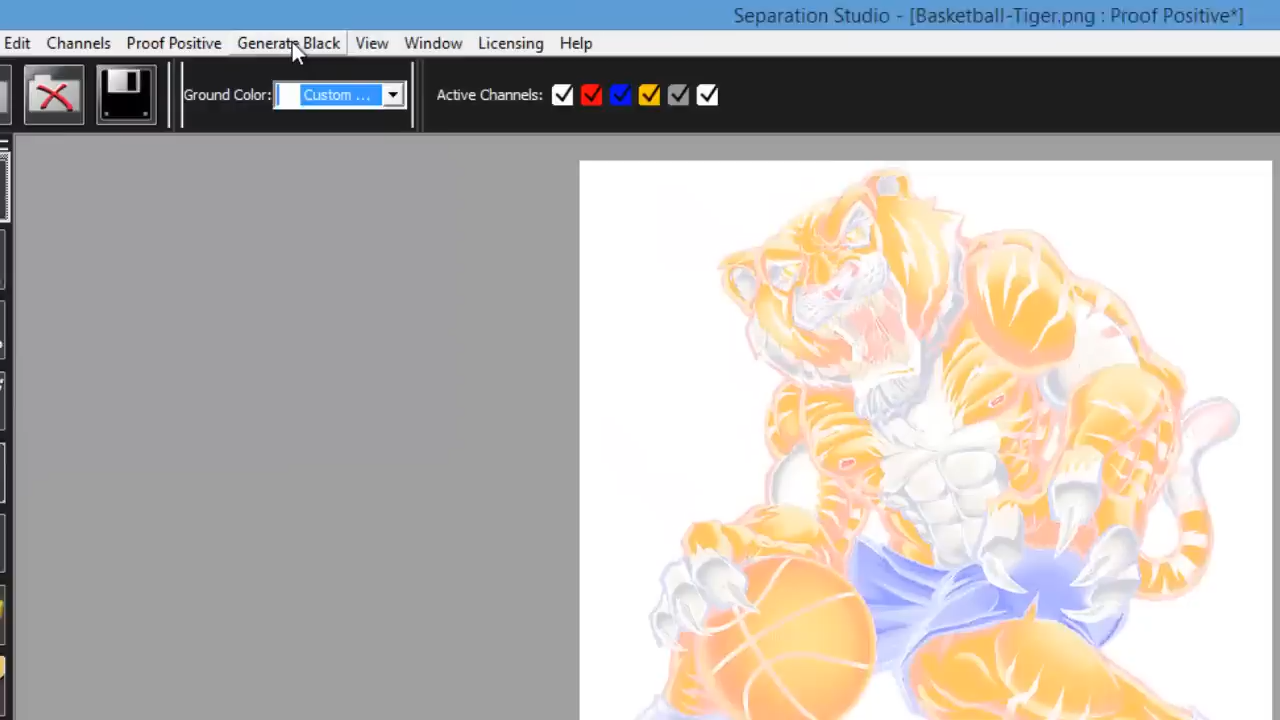 Separation Studio - [Basketball-Tiger.png : Proof Positive*]
Edit Channels Proof Positive Generate Black View Window Licensing Help
Ground Color: Custom ... Active Channels: